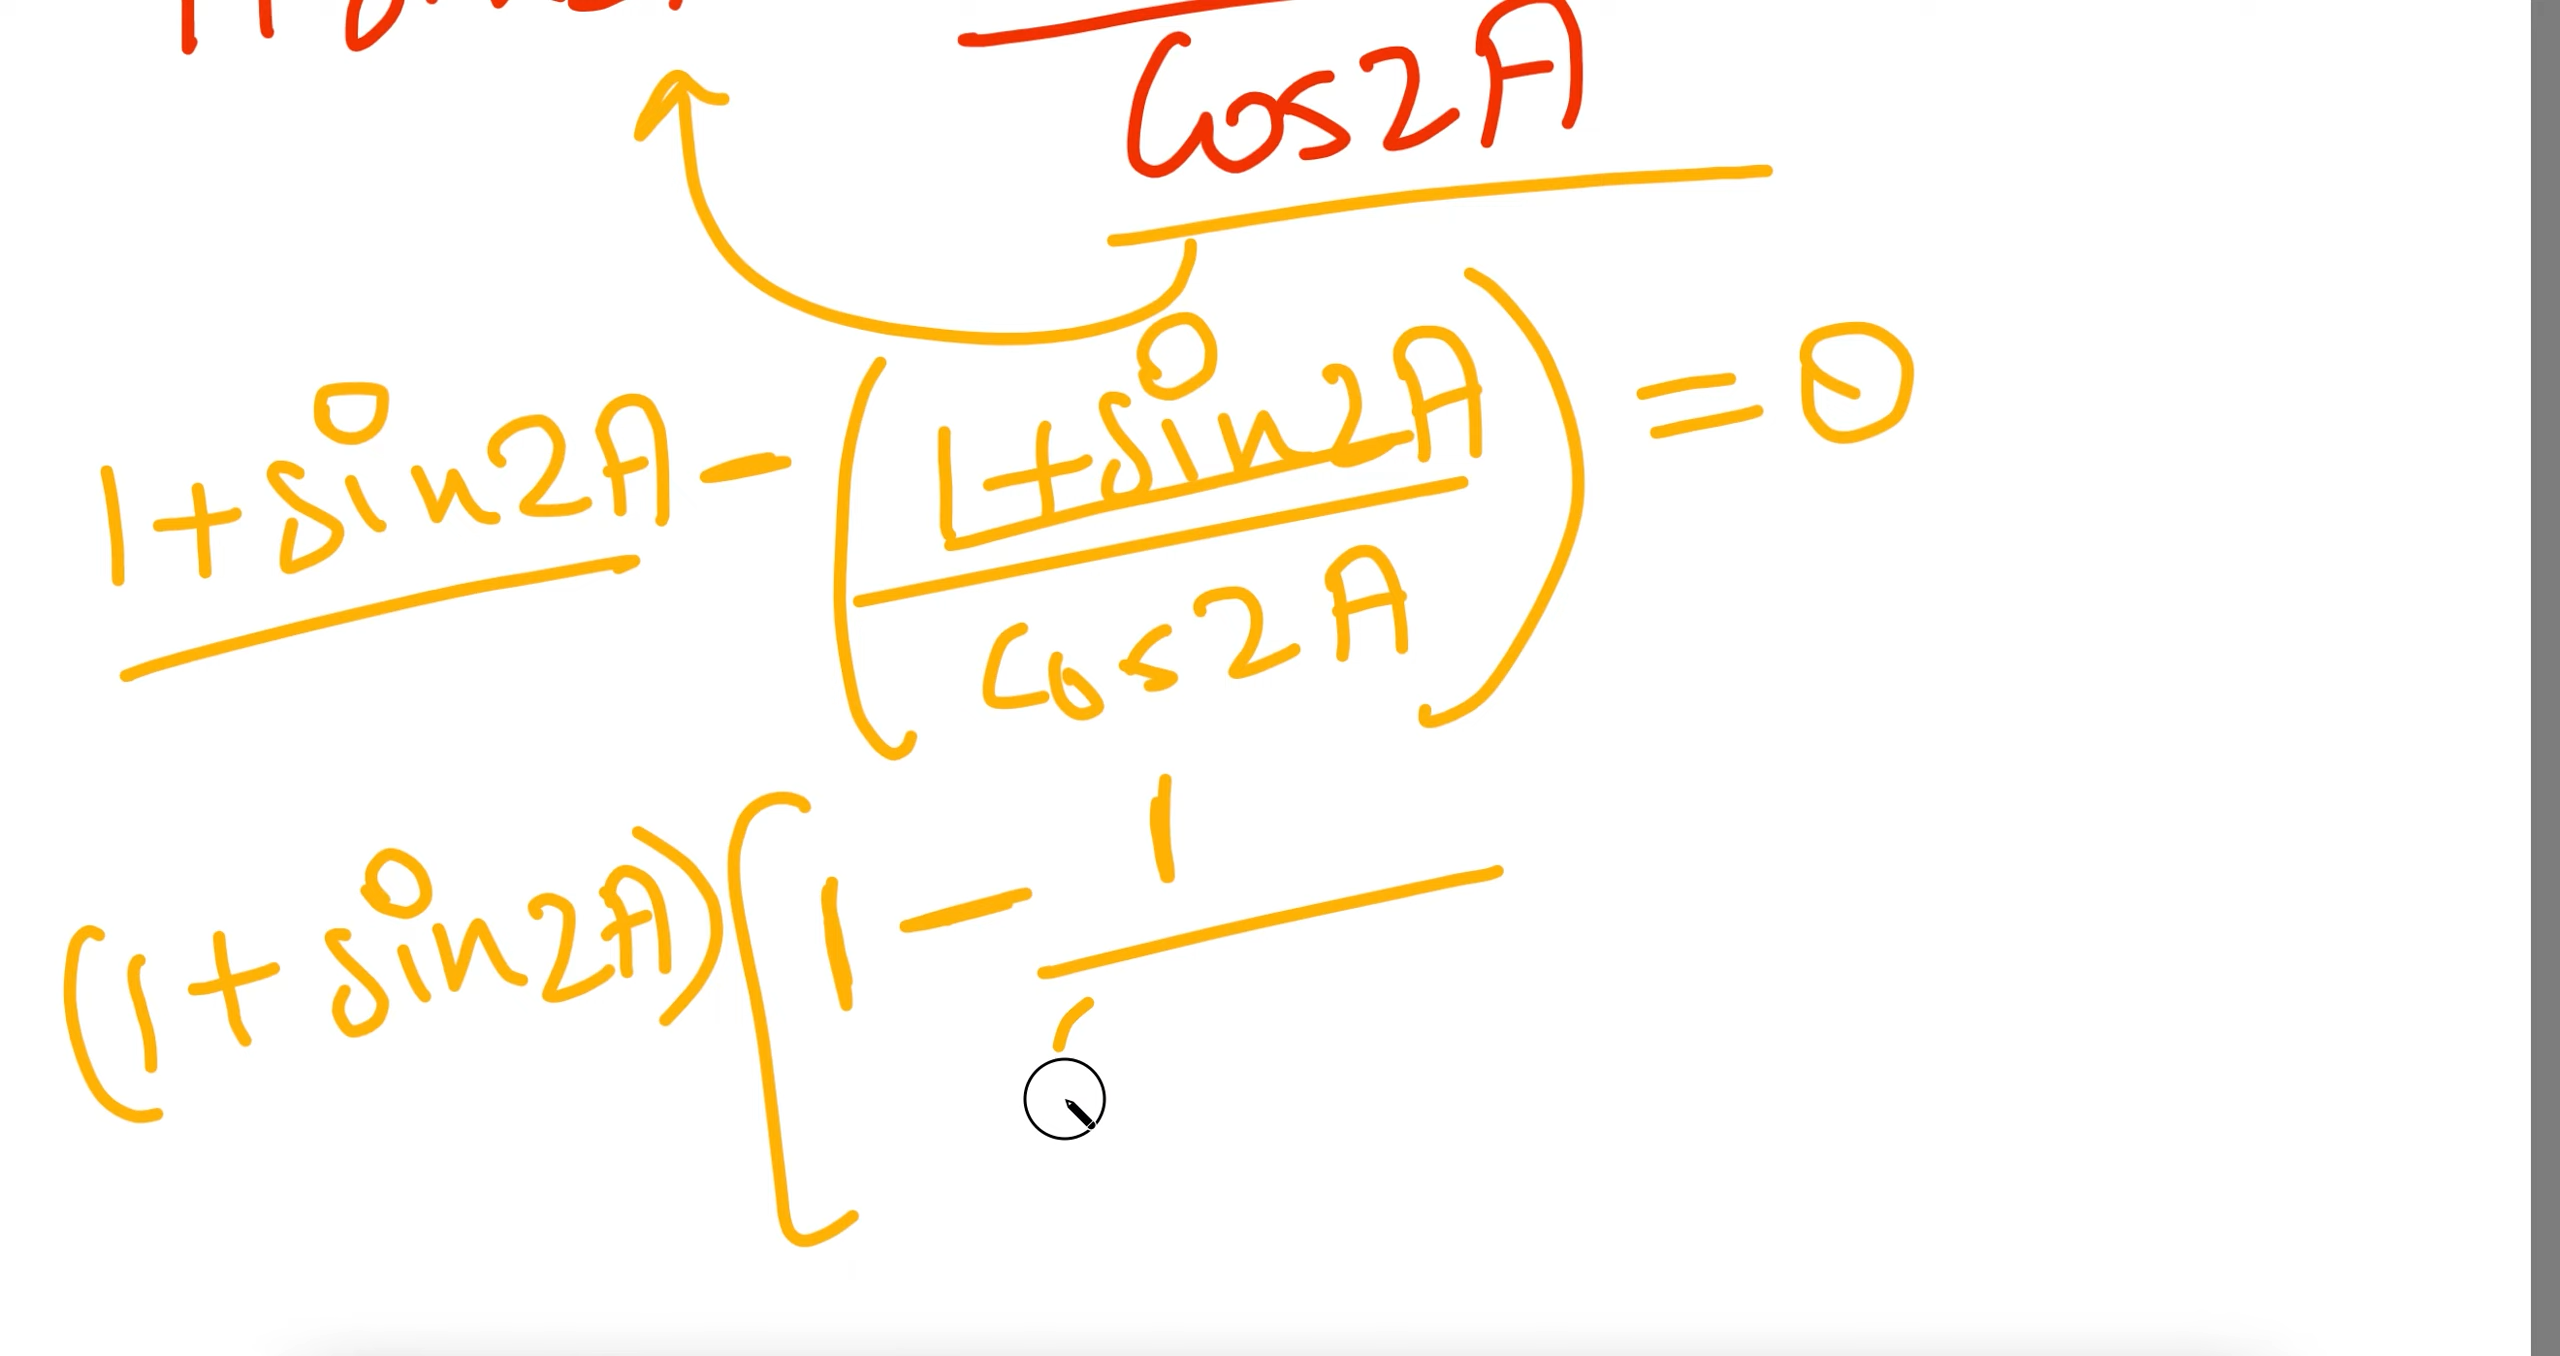 Cos2A
1+sin2A - (1+sin2A / cos2A) = 0
(1+sin2A) [1 - 1 /